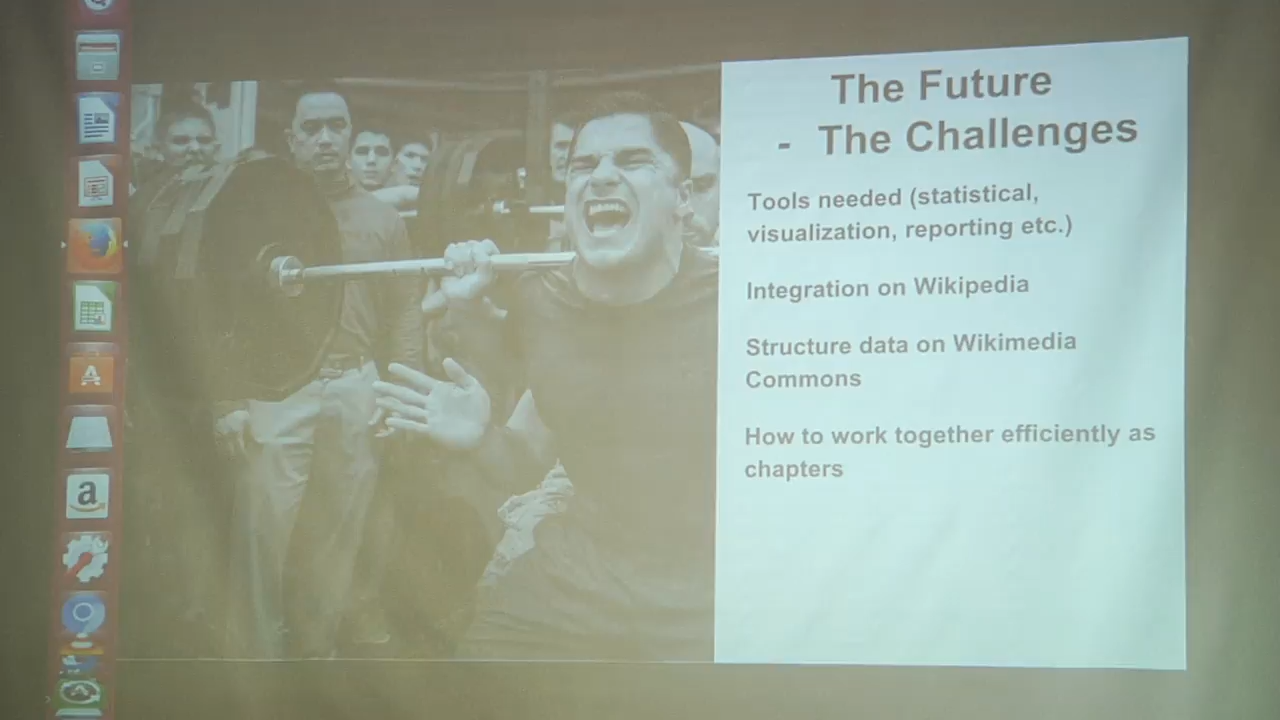 The Future
- The Challenges
Tools needed (statistical,
visualization, reporting etc.)
Integration on Wikipedia
Structure data on Wikimedia
Commons
How to work together efficiently as
chapters
a